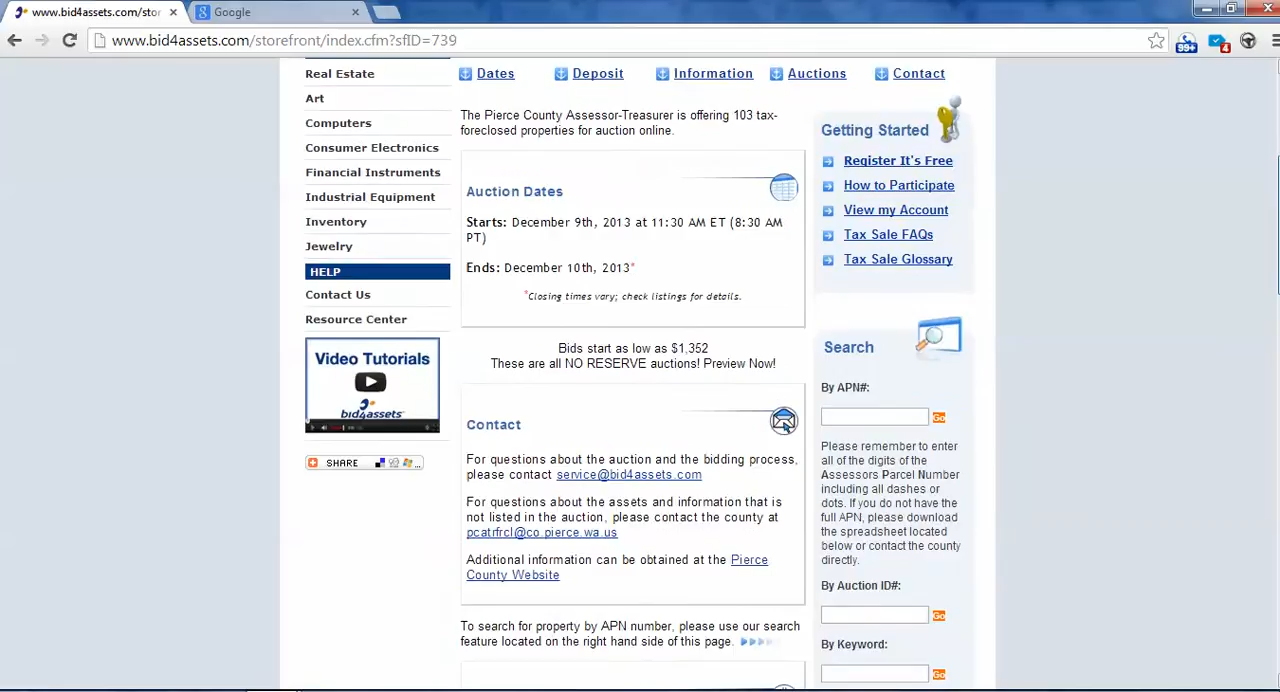 www.bid4assets.com/stor
Google
www.bid4assets.com/storefront/index.cfm?sfID=739
99+
4
Real Estate
Art
Computers
Consumer Electronics
Financial Instruments
Industrial Equipment
Inventory
Jewelry
HELP
Contact Us
Resource Center
Video Tutorials
bid4assets
SHARE
Dates
Deposit
Information
Auctions
Contact
The Pierce County Assessor-Treasurer is offering 103 tax-
foreclosed properties for auction online.
Auction Dates
Starts: December 9th, 2013 at 11:30 AM ET (8:30 AM
PT)
Ends: December 10th, 2013*
*Closing times vary; check listings for details.
Bids start as low as $1,352
These are all NO RESERVE auctions! Preview Now!
Contact
For questions about the auction and the bidding process,
please contact service@bid4assets.com
For questions about the assets and information that is
not listed in the auction, please contact the county at
pcatrfrcl@co.pierce.wa.us
Additional information can be obtained at the Pierce
County Website
To search for property by APN number, please use our search
feature located on the right hand side of this page.
Getting Started
Register It's Free
How to Participate
View my Account
Tax Sale FAQs
Tax Sale Glossary
Search
By APN#:
Go
Please remember to enter
all of the digits of the
Assessors Parcel Number
including all dashes or
dots. If you do not have the
full APN, please download
the spreadsheet located
below or contact the county
directly.
By Auction ID#:
Go
By Keyword:
Go